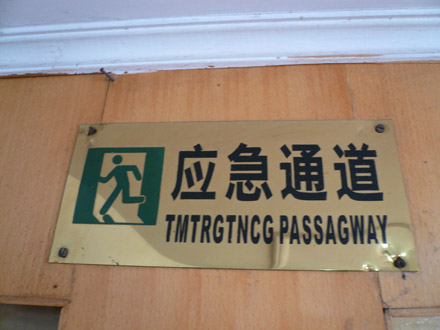 应急通道
TMTRGTNCG PASSAGWAY